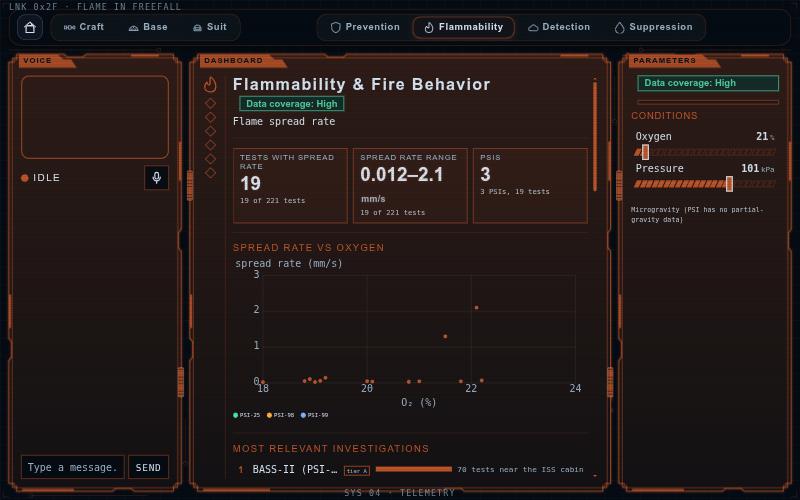 LNK 0x2F · FLAME IN FREEFALL
Craft
Base
Suit
Prevention
Flammability
Detection
Suppression
VOICE
IDLE
Type a message.
SEND
DASHBOARD
Flammability & Fire Behavior
Data coverage: High
Flame spread rate
TESTS WITH SPREAD RATE
19
19 of 221 tests
SPREAD RATE RANGE
0.012–2.1 mm/s
19 of 221 tests
PSIS
3
3 PSIs, 19 tests
SPREAD RATE VS OXYGEN
spread rate (mm/s)
3
2
1
0
18 20 22 24
O₂ (%)
PSI-25 PSI-98 PSI-99
MOST RELEVANT INVESTIGATIONS
1 BASS-II (PSI-… tier A 70 tests near the ISS cabin
SYS 04 · TELEMETRY
PARAMETERS
Data coverage: High
CONDITIONS
Oxygen 21 %
Pressure 101 kPa
Microgravity (PSI has no partial-
gravity data)